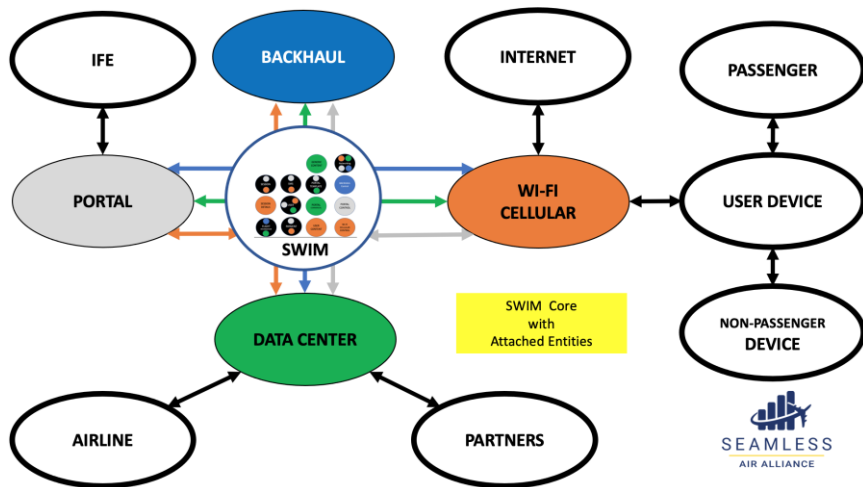 IFE
BACKHAUL
INTERNET
PASSENGER
PORTAL
SWIM
WI-FI
CELLULAR
USER DEVICE
DATA CENTER
SWIM Core
with
Attached Entities
NON-PASSENGER
DEVICE
AIRLINE
PARTNERS
SEAMLESS
AIR ALLIANCE